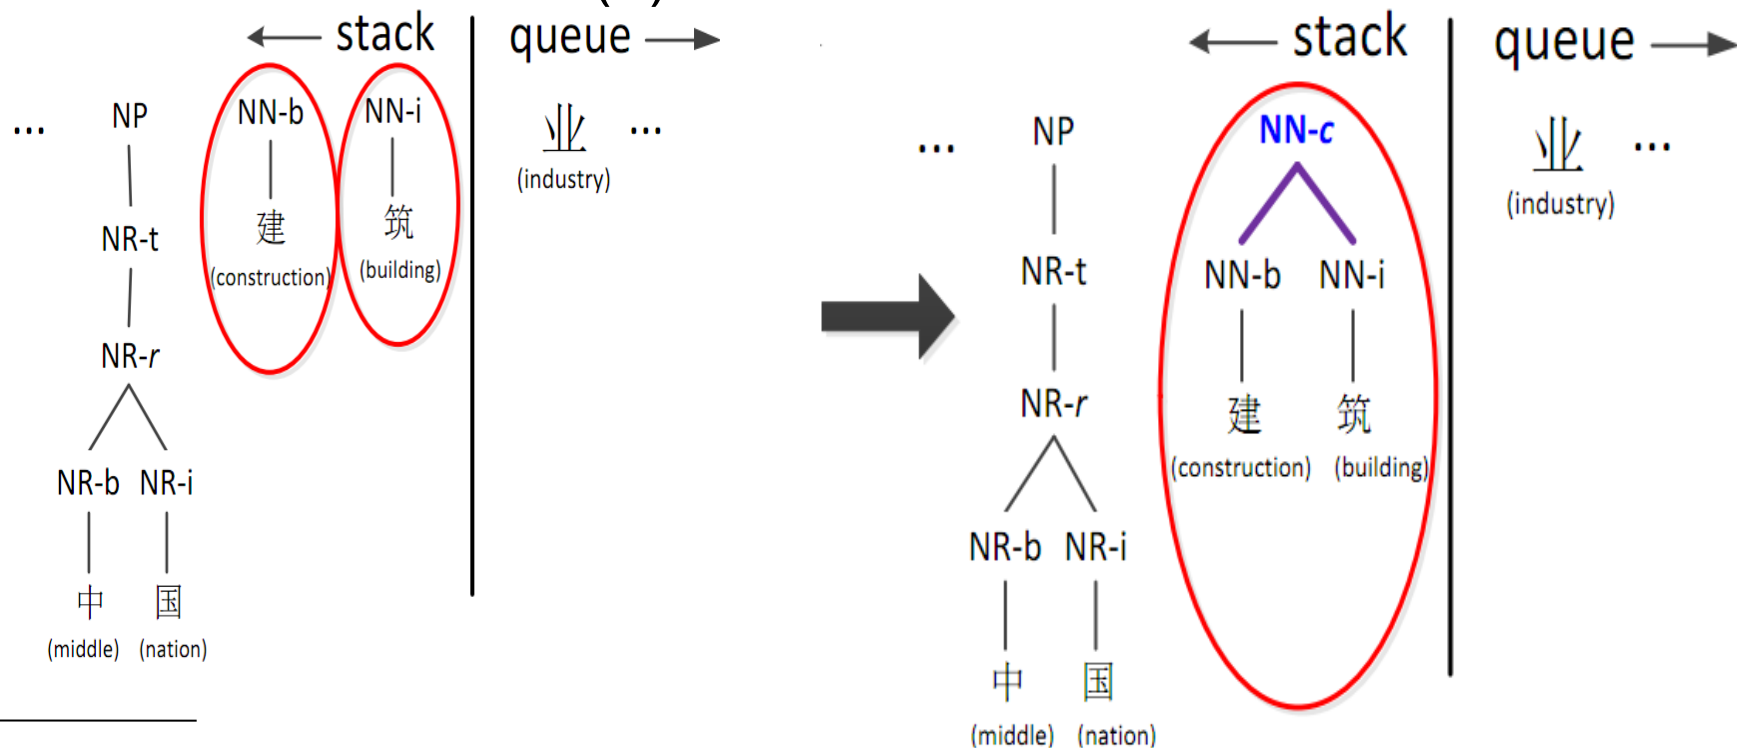 stack queue
... NP NN-b NN-i 业 ...
(industry)
NR-t 建 筑
(construction) (building)
NR-r
NR-b NR-i
中 国
(middle) (nation)
stack queue
... NP NN-c 业 ...
(industry)
NR-t NN-b NN-i
NR-r 建 筑
(construction) (building)
NR-b NR-i
中 国
(middle) (nation)